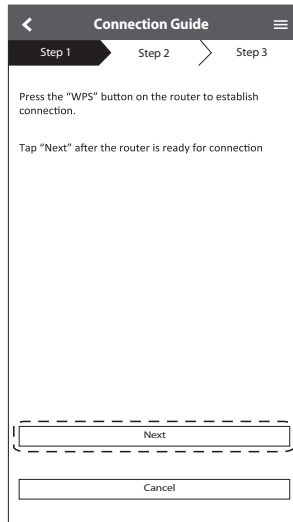 Connection Guide
Step 1 Step 2 Step 3
Press the “WPS” button on the router to establish
connection.
Tap “Next” after the router is ready for connection
Next
Cancel